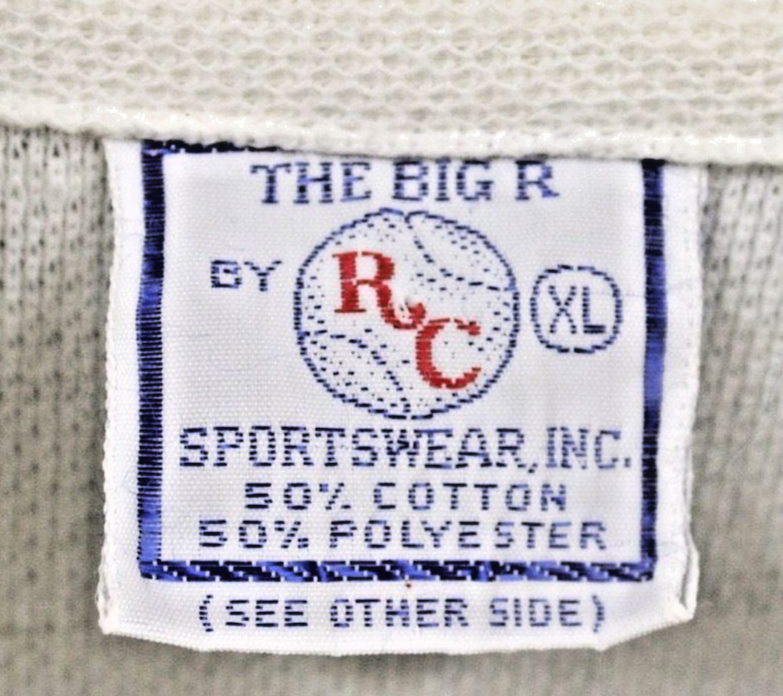 THE BIG R
BY RC XL
SPORTSWEAR, INC.
50% COTTON
50% POLYESTER
(SEE OTHER SIDE)